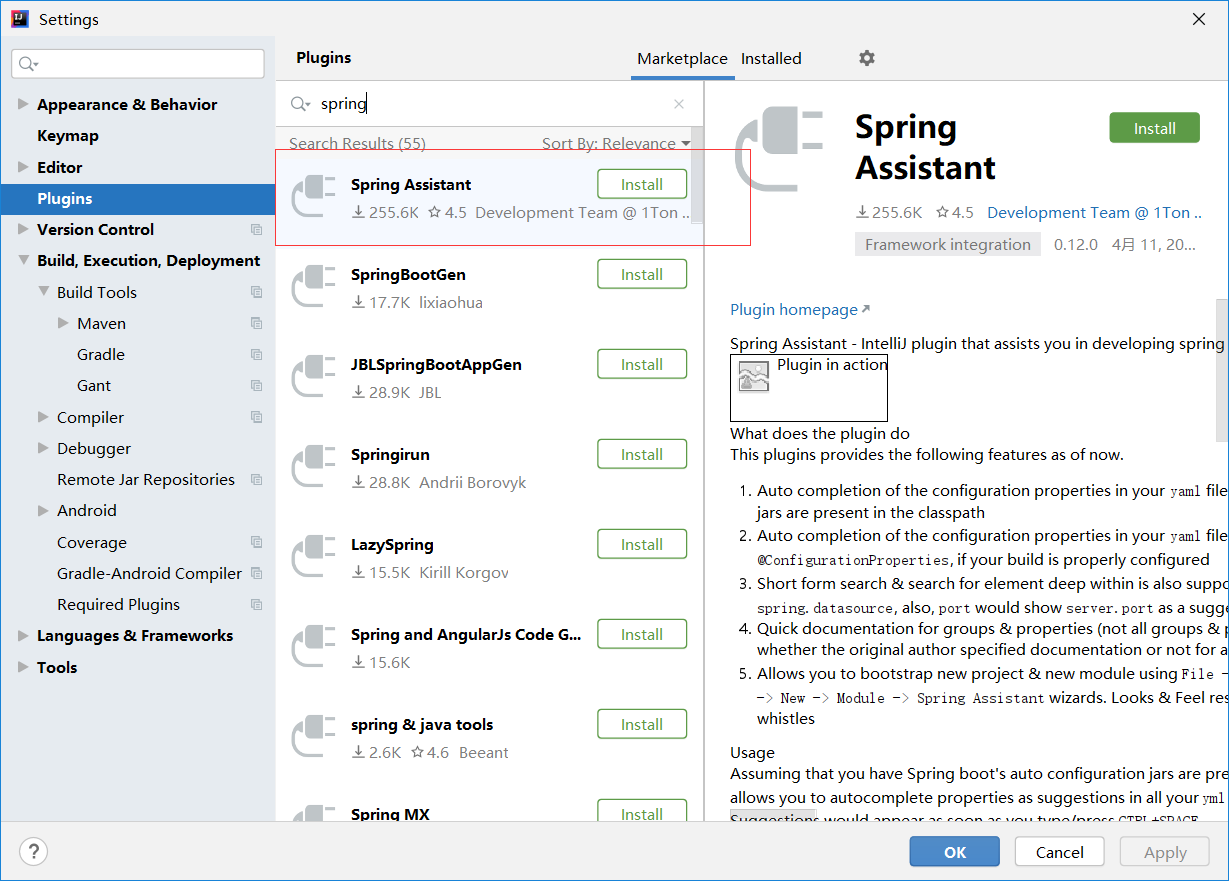 Settings
Plugins
Marketplace Installed
Appearance & Behavior
Keymap
Editor
Plugins
Version Control
Build, Execution, Deployment
Build Tools
Maven
Gradle
Gant
Compiler
Debugger
Remote Jar Repositories
Android
Coverage
Gradle-Android Compiler
Required Plugins
Languages & Frameworks
Tools
spring
Search Results (55) Sort By: Relevance
Spring Assistant Install
255.6K 4.5 Development Team @ 1Ton ..
SpringBootGen Install
17.7K lixiaohua
JBLSpringBootAppGen Install
28.9K JBL
Springirun Install
28.8K Andrii Borovyk
LazySpring Install
15.5K Kirill Korgov
Spring and AngularJs Code G... Install
15.6K
spring & java tools Install
2.6K 4.6 Beeant
Spring MX Install
Spring
Assistant
Install
255.6K 4.5 Development Team @ 1Ton ..
Framework integration 0.12.0 4月 11, 20...
Plugin homepage
Spring Assistant - IntelliJ plugin that assists you in developing spring
Plugin in action
What does the plugin do
This plugins provides the following features as of now.
1. Auto completion of the configuration properties in your yaml file
jars are present in the classpath
2. Auto completion of the configuration properties in your yaml file
@ConfigurationProperties, if your build is properly configured
3. Short form search & search for element deep within is also suppo
spring. datasource, also, port would show server. port as a sugge
4. Quick documentation for groups & properties (not all groups & p
whether the original author specified documentation or not for a
5. Allows you to bootstrap new project & new module using File -
-> New -> Module -> Spring Assistant wizards. Looks & Feel res
whistles
Usage
Assuming that you have Spring boot's auto configuration jars are pre
allows you to autocomplete properties as suggestions in all your yml
Suggestions would appear as soon as you type/press CTRL+SPACE.
?
OK Cancel Apply